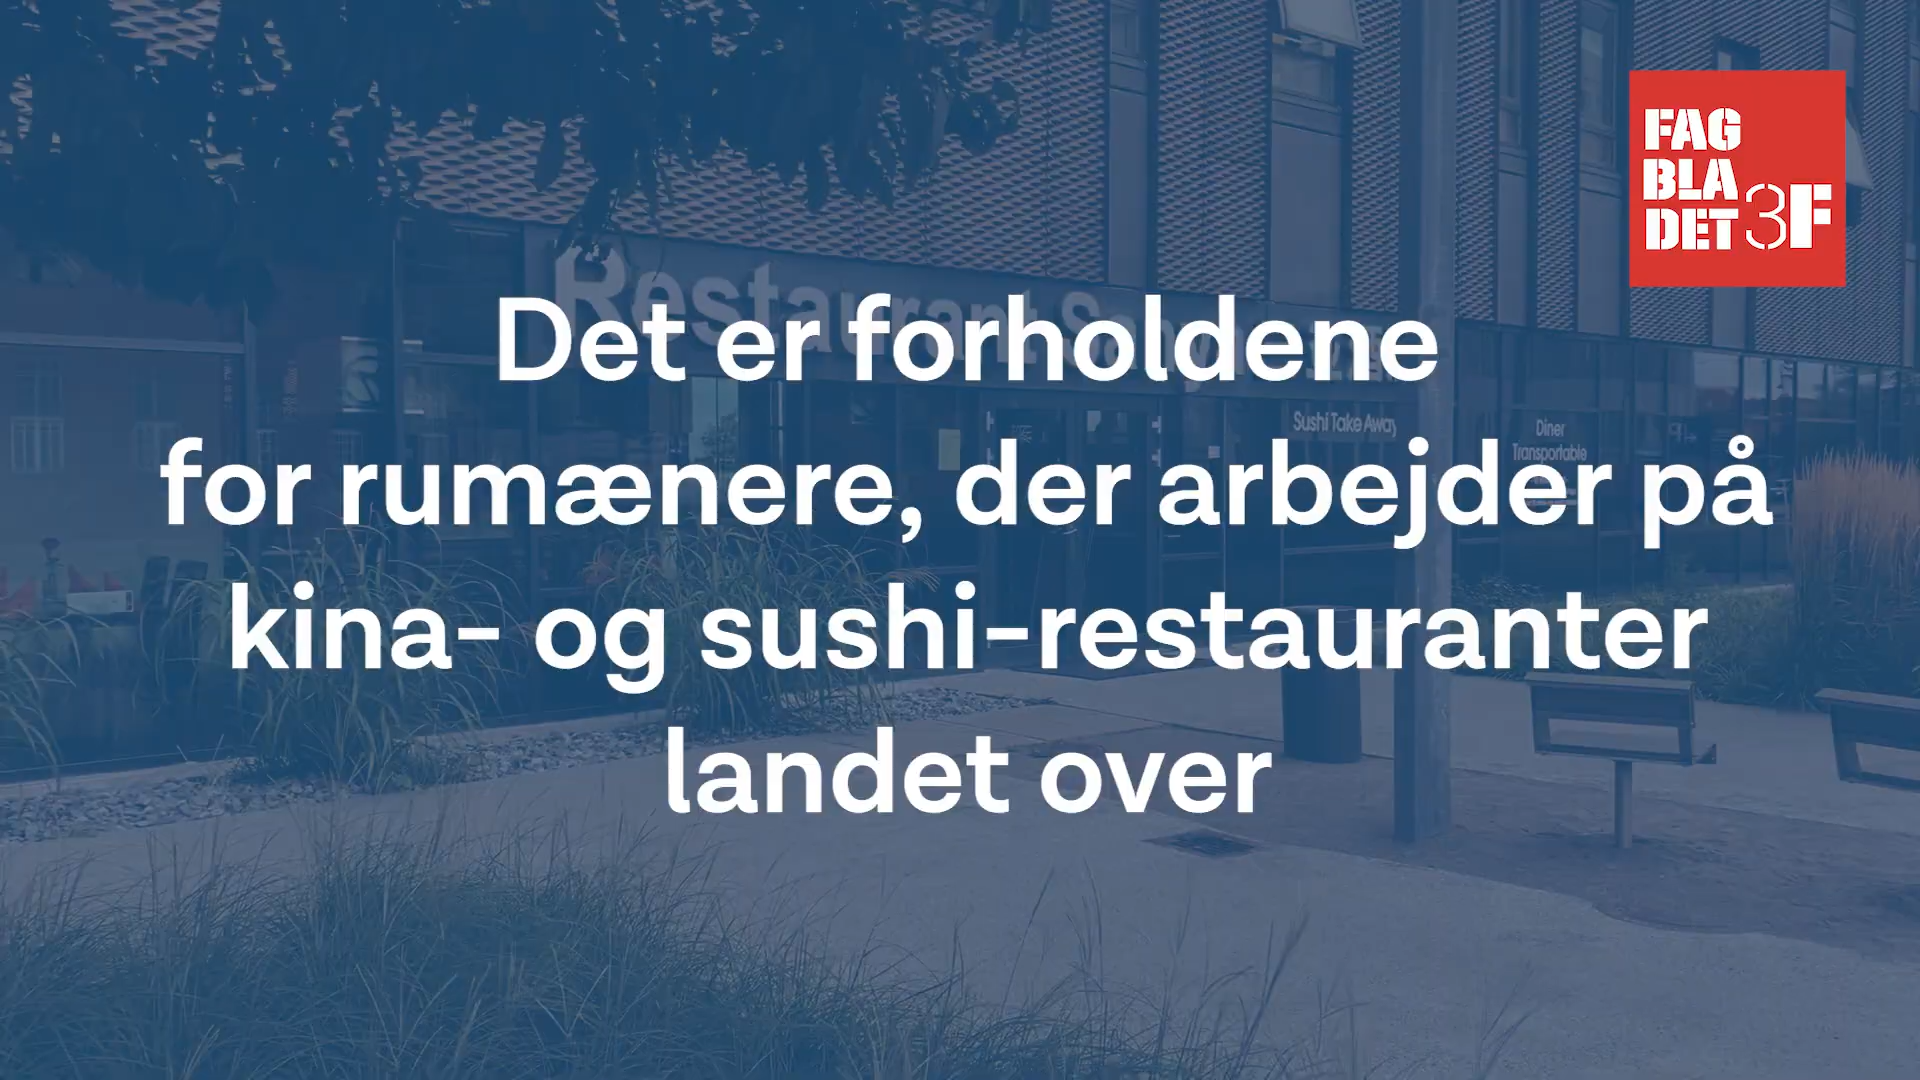 FAG
BLA
DET 3F
Restaurant
Det er forholdene
for rumænere, der arbejder på
kina- og sushi-restauranter
landet over
Sushi Take Away
Diner
Transportable